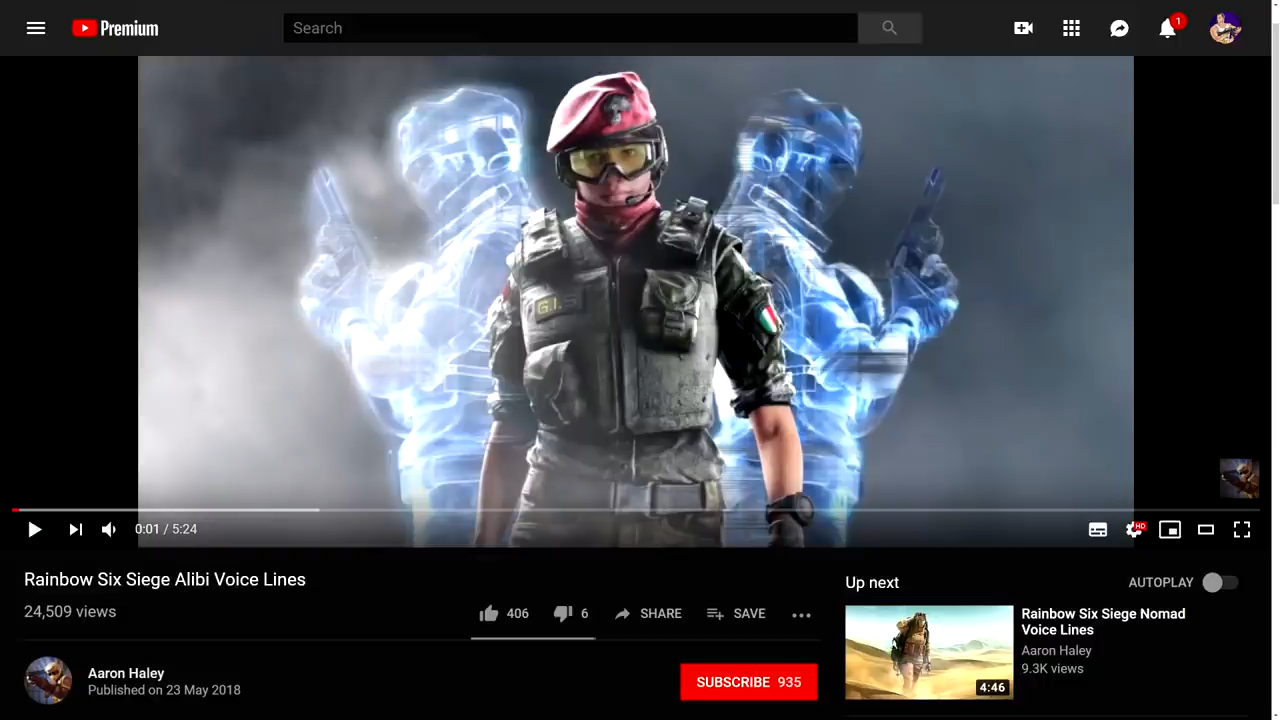 Premium
Search
1
G.I.S
0:01 / 5:24
HD
Rainbow Six Siege Alibi Voice Lines
24,509 views
406
6
SHARE
SAVE
Aaron Haley
Published on 23 May 2018
SUBSCRIBE 935
Up next
AUTOPLAY
Rainbow Six Siege Nomad
Voice Lines
Aaron Haley
9.3K views
4:46